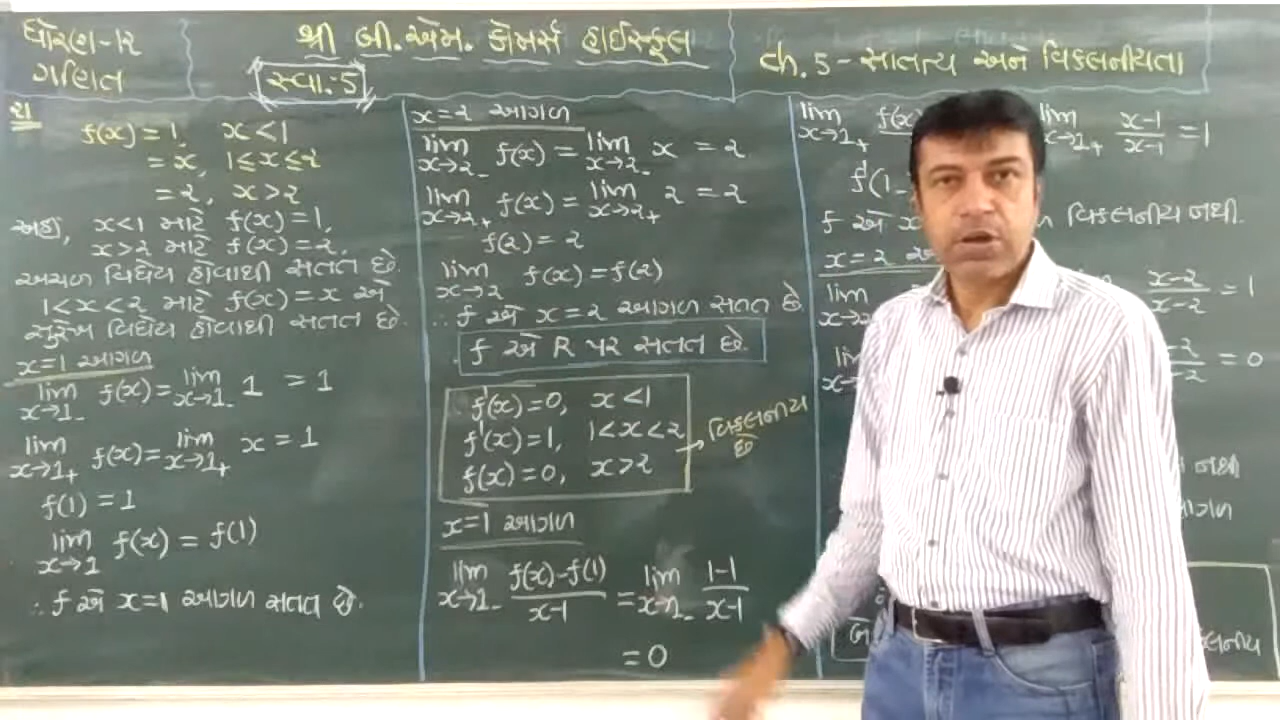 ધોરણ-૧૨
ગણિત
શ્રી બી.એમ. કોમર્સ હાઈસ્કૂલ
સ્વા.:5
ch. 5 - સાતત્ય અને વિકલનીયતા
f(x) = 1, x < 1
= x, 1 ≤ x ≤ 2
= 2, x > 2
અહીં, x<1 માટે f(x) = 1,
x>2 માટે f(x) = 2,
અચળ વિધેય હોવાથી સતત છે.
1<x<2 માટે f(x) = x એ
સુરેખ વિધેય હોવાથી સતત છે.
x=1 આગળ
lim x→1- f(x) = lim x→1- 1 = 1
lim x→1+ f(x) = lim x→1+ x = 1
f(1) = 1
lim x→1 f(x) = f(1)
∴ f એ x=1 આગળ સતત છે.
x=2 આગળ
lim x→2- f(x) = lim x→2- x = 2
lim x→2+ f(x) = lim x→2+ 2 = 2
f(2) = 2
lim x→2 f(x) = f(2)
∴ f એ x=2 આગળ સતત છે
∴ f એ R પર સતત છે.
f'(x) = 0, x < 1
f'(x) = 1, 1 < x < 2
f'(x) = 0, x > 2
→ વિકલનીય
છે
x=1 આગળ
lim x→1- f(x)-f(1)/x-1 = lim x→1- 1-1/x-1
= 0
lim x→1+ f(x) x-1/x-1 = 1
f'(1-
f એ x વિકલનીય નથી.
x=2
lim x-2/x-2 = 1
lim = 0
નથી
આગળ